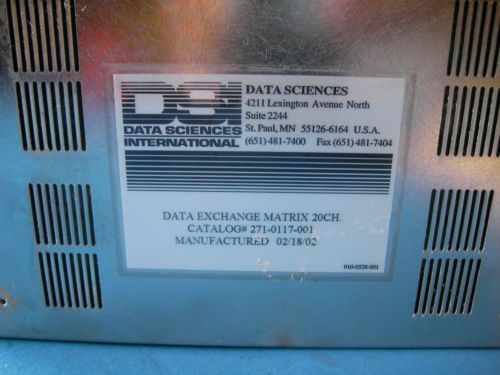 DSI
DATA SCIENCES
INTERNATIONAL
DATA SCIENCES
4211 Lexington Avenue North
Suite 2244
St. Paul, MN 55126-6164 U.S.A.
(651) 481-7400 Fax (651) 481-7404
DATA EXCHANGE MATRIX 20CH.
CATALOG# 271-0117-001
MANUFACTURED 02/18/02
910-0528-001